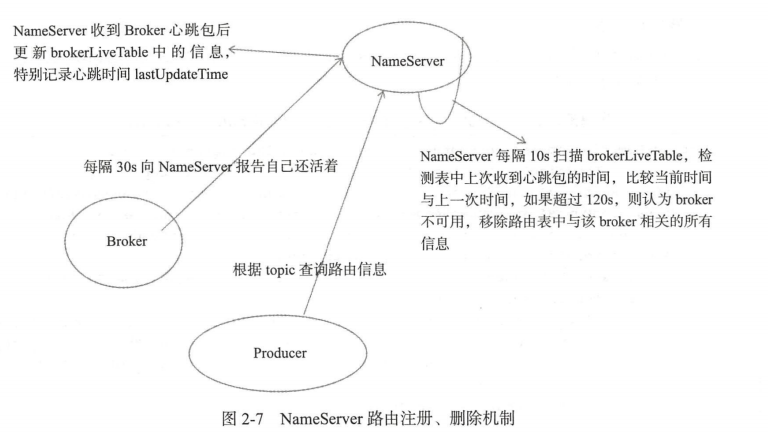 NameServer 收到 Broker 心跳包后
更新 brokerLiveTable 中的信息，
特别记录心跳时间 lastUpdateTime
NameServer
每隔 30s 向 NameServer 报告自己还活着
NameServer 每隔 10s 扫描 brokerLiveTable，检
测表中上次收到心跳包的时间，比较当前时间
与上一次时间，如果超过 120s，则认为 broker
不可用，移除路由表中与该 broker 相关的所有
信息
Broker
根据 topic 查询路由信息
Producer
图 2-7 NameServer 路由注册、删除机制